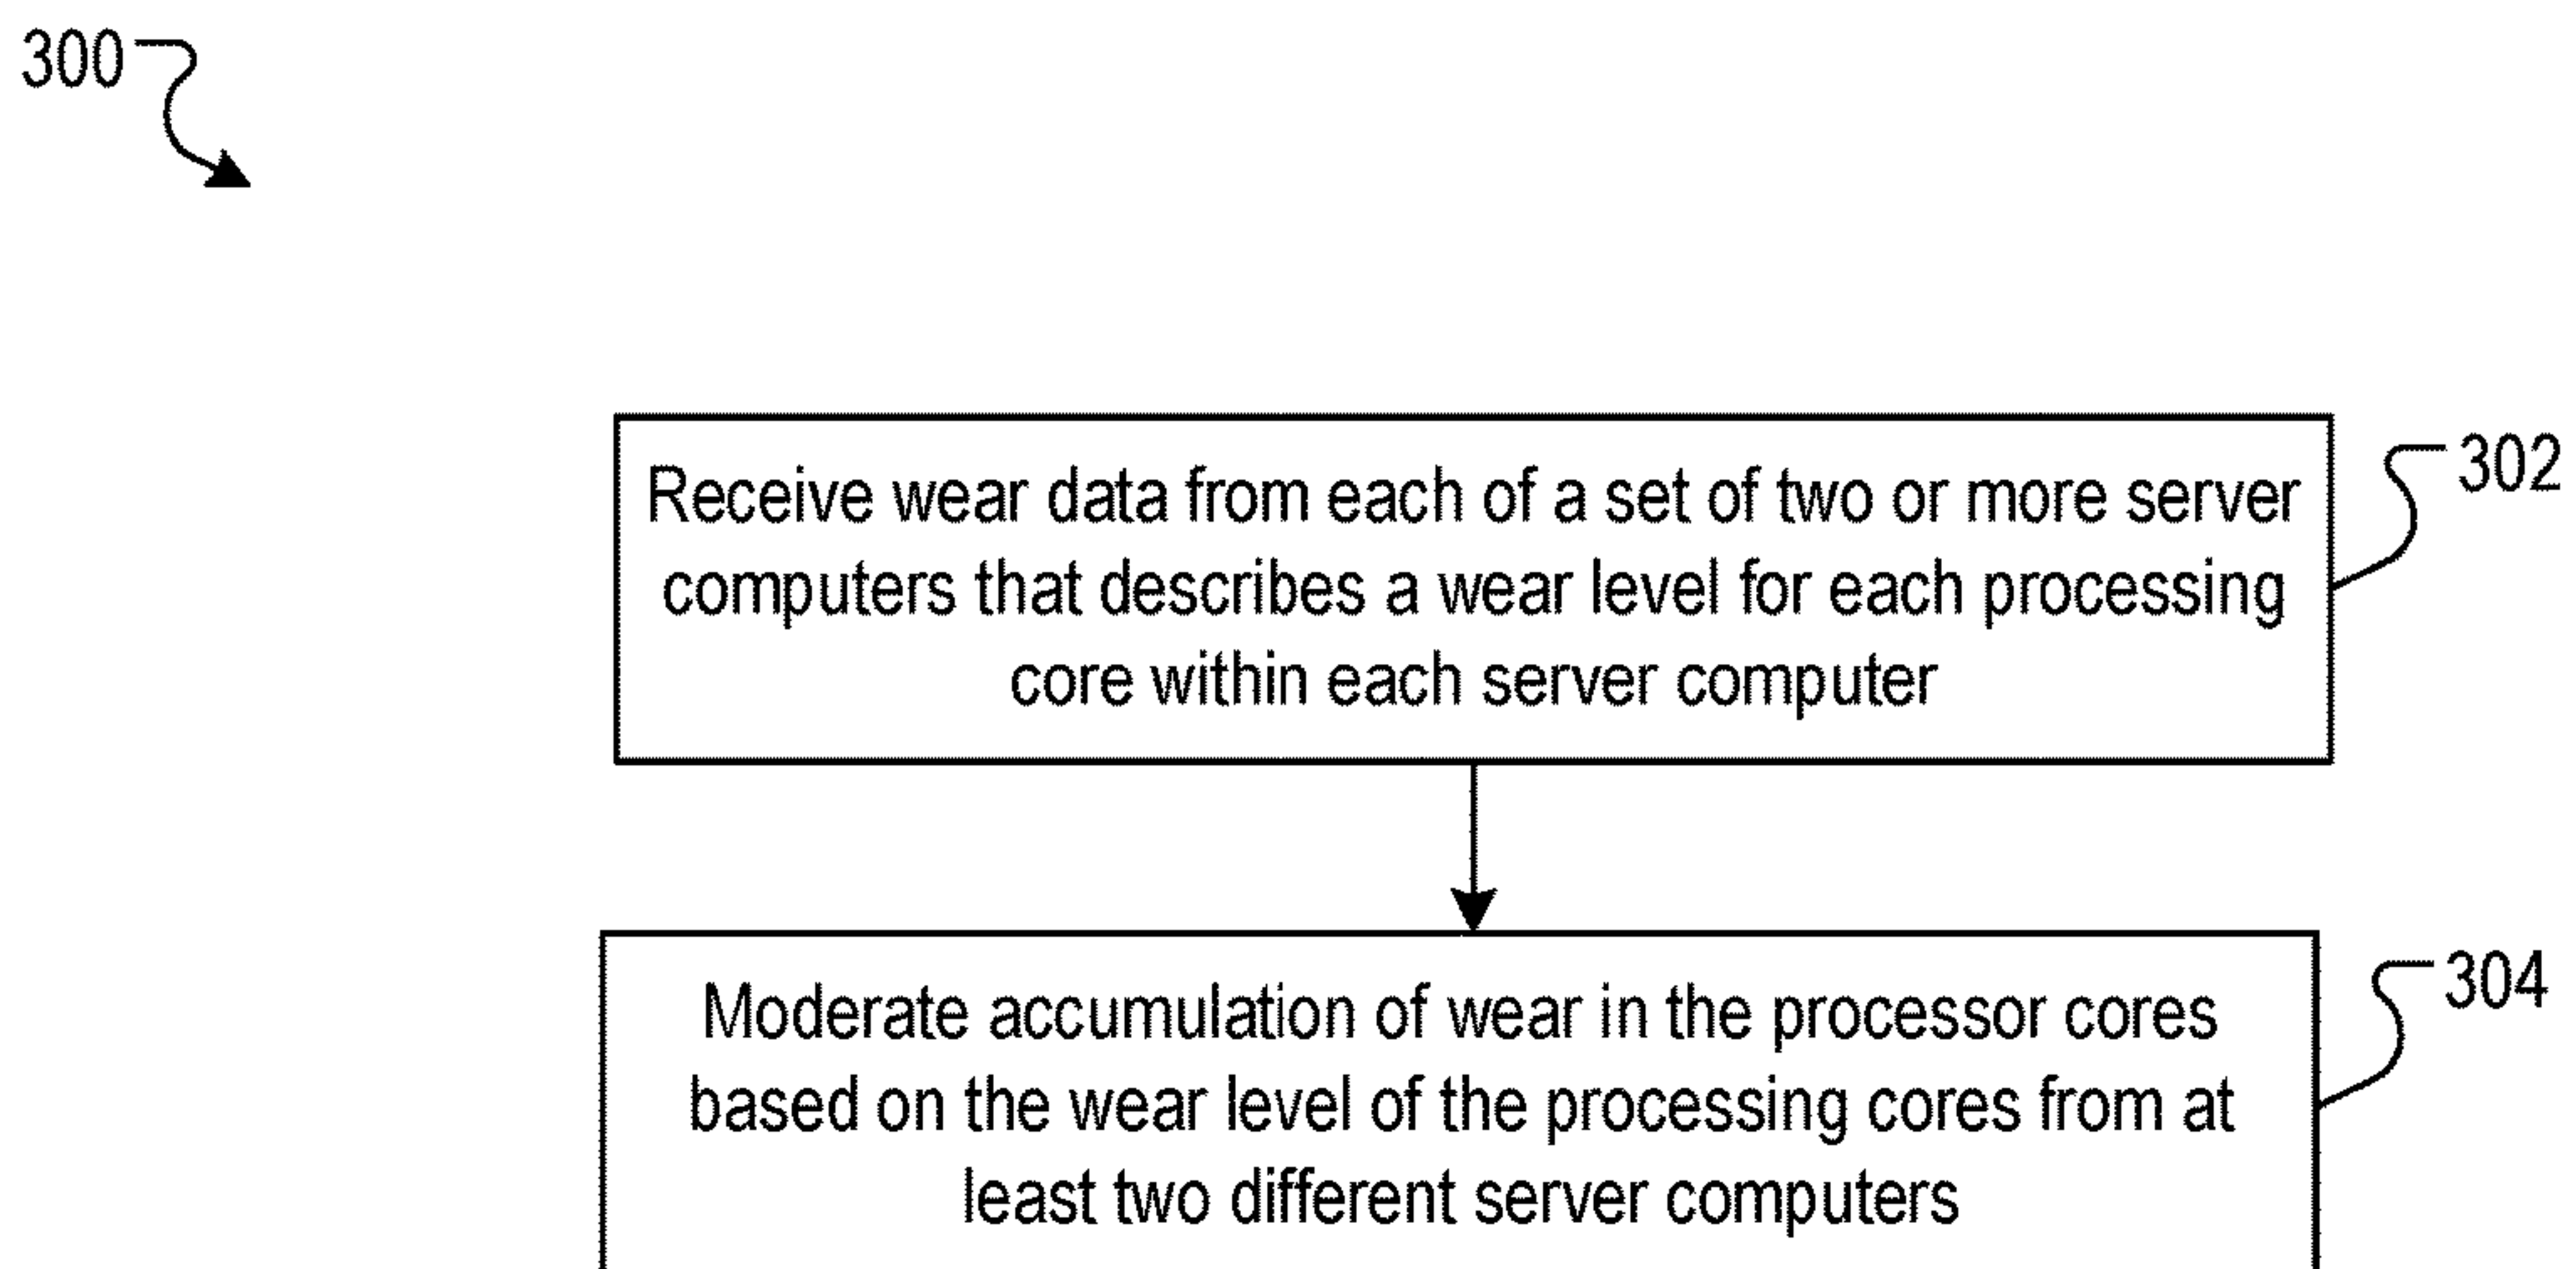 300
Receive wear data from each of a set of two or more server
302
computers that describes a wear level for each processing
core within each server computer
Moderate accumulation of wear in the processor cores
304
based on the wear level of the processing cores from at
least two different server computers